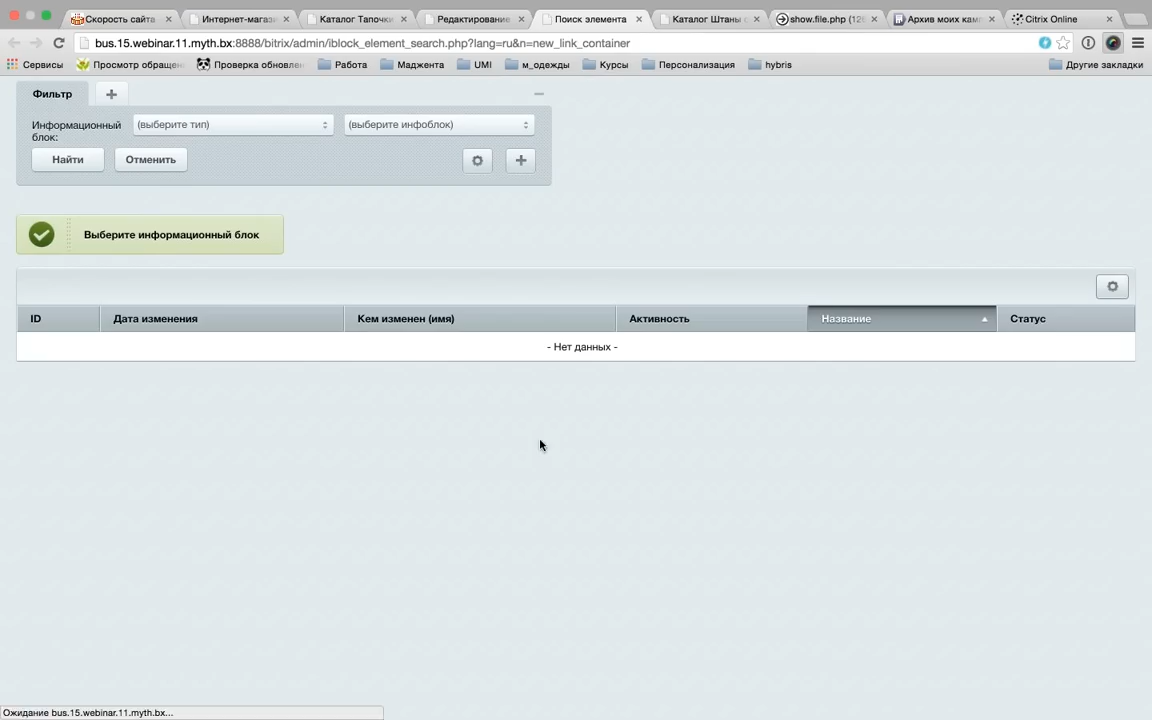 Скорость сайта
Интернет-магази
Каталог Тапочки
Редактирование
Поиск элемента
Каталог Штаны с
show.file.php (12
Архив моих кам
Citrix Online
bus.15.webinar.11.myth.bx:8888/bitrix/admin/iblock_element_search.php?lang=ru&n=new_link_container
Сервисы
Просмотр обращен
Проверка обновлен
Работа
Маджента
UMI
м_одежды
Курсы
Персонализация
hybris
Другие закладки
Фильтр
Информационный
блок:
(выберите тип)
(выберите инфоблок)
Найти
Отменить
Выберите информационный блок
ID
Дата изменения
Кем изменен (имя)
Активность
Название
Статус
- Нет данных -
Ожидание bus.15.webinar.11.myth.bx...